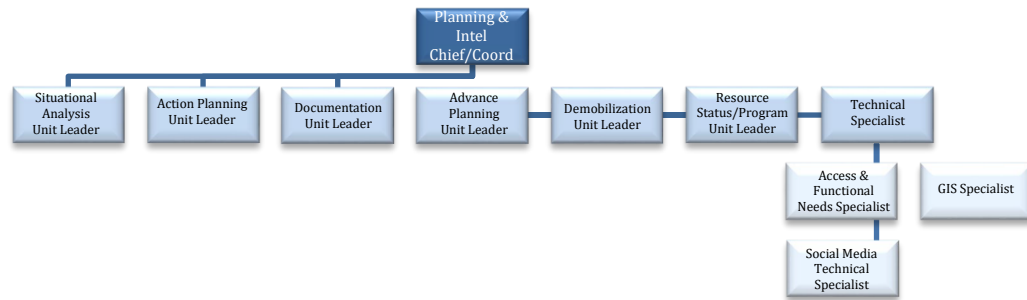 Planning &
Intel
Chief/Coord
Situational
Analysis
Unit Leader
Action Planning
Unit Leader
Documentation
Unit Leader
Advance
Planning
Unit Leader
Demobilization
Unit Leader
Resource
Status/Program
Unit Leader
Technical
Specialist
Access &
Functional
Needs Specialist
GIS Specialist
Social Media
Technical
Specialist